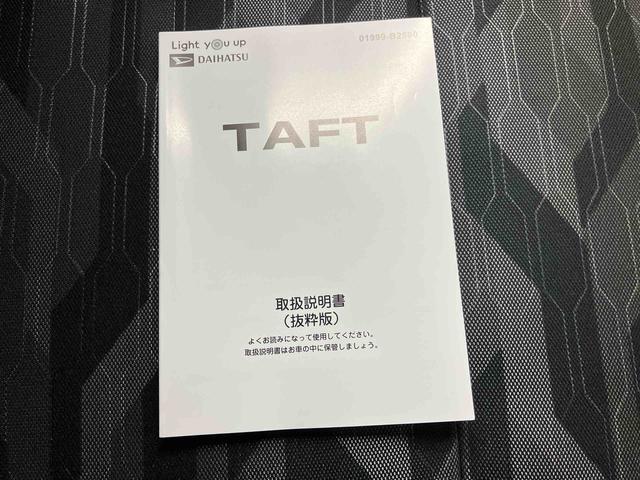 Light you up
DAIHATSU
TAFT
取扱説明書
（抜粋版）
よくお読みになって使用してください。
取扱説明書はお車の中に保管しましょう。